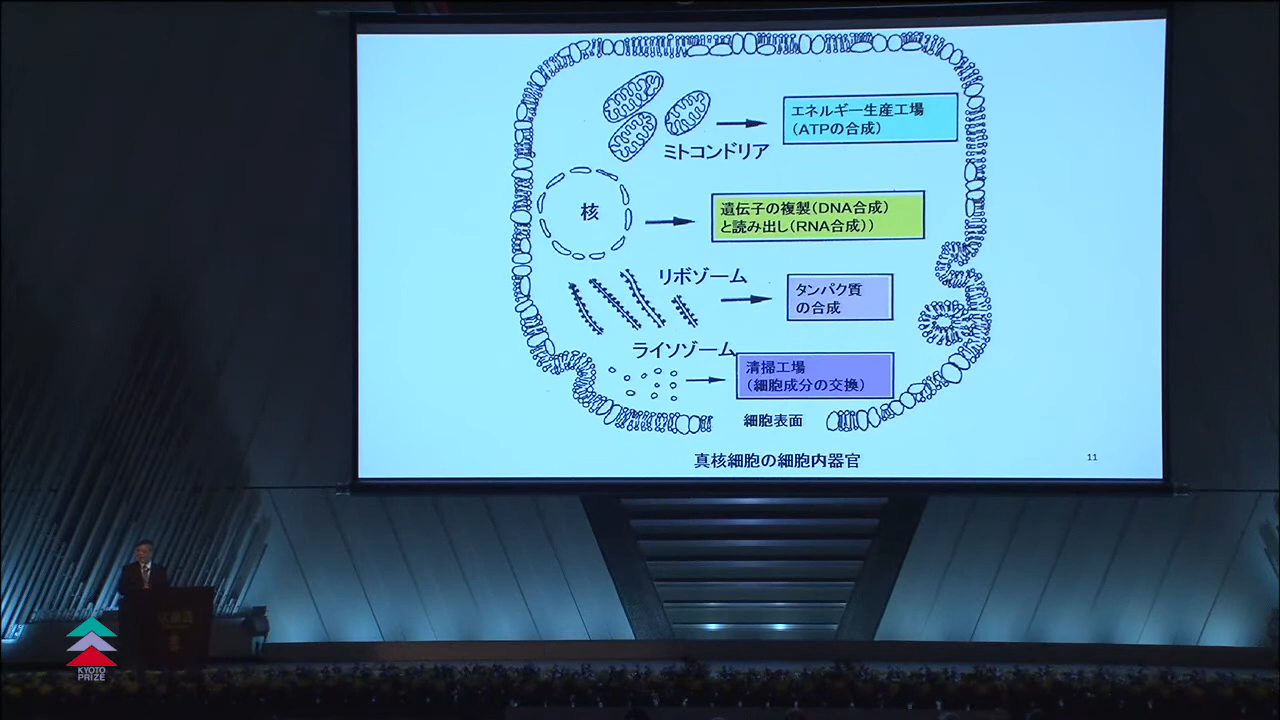 エネルギー生産工場
（ATPの合成）
ミトコンドリア
核
遺伝子の複製（DNA合成）
と読み出し（RNA合成））
リボゾーム
タンパク質
の合成
ライソゾーム
清掃工場
（細胞成分の交換）
細胞表面
真核細胞の細胞内器官
11
KYOTO
PRIZE